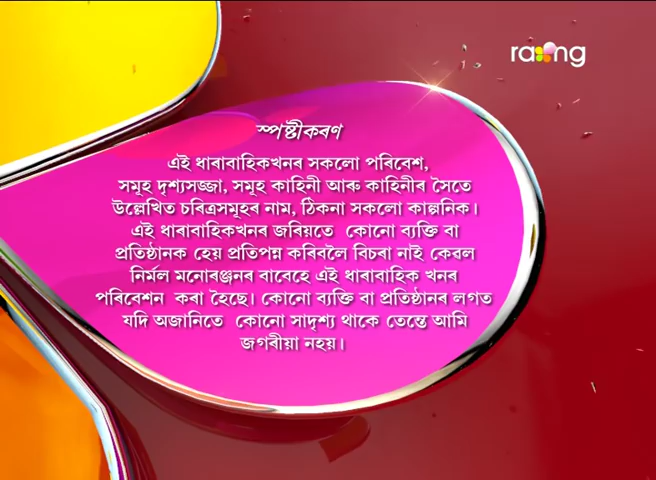 rang
স্পষ্টীকৰণ
এই ধাৰাবাহিকখনৰ সকলো পৰিবেশ,
সমূহ দৃশ্যসজ্জা, সমূহ কাহিনী আৰু কাহিনীৰ সৈতে
উল্লেখিত চৰিত্ৰসমূহৰ নাম, ঠিকনা সকলো কাল্পনিক।
এই ধাৰাবাহিকখনৰ জৰিয়তে কোনো ব্যক্তি বা
প্ৰতিষ্ঠানক হেয় প্ৰতিপন্ন কৰিবলৈ বিচৰা নাই কেৱল
নিৰ্মল মনোৰঞ্জনৰ বাবেহে এই ধাৰাবাহিক খনৰ
পৰিবেশন কৰা হৈছে। কোনো ব্যক্তি বা প্ৰতিষ্ঠানৰ লগত
যদি অজানিতে কোনো সাদৃশ্য থাকে তেন্তে আমি
জগৰীয়া নহয়।